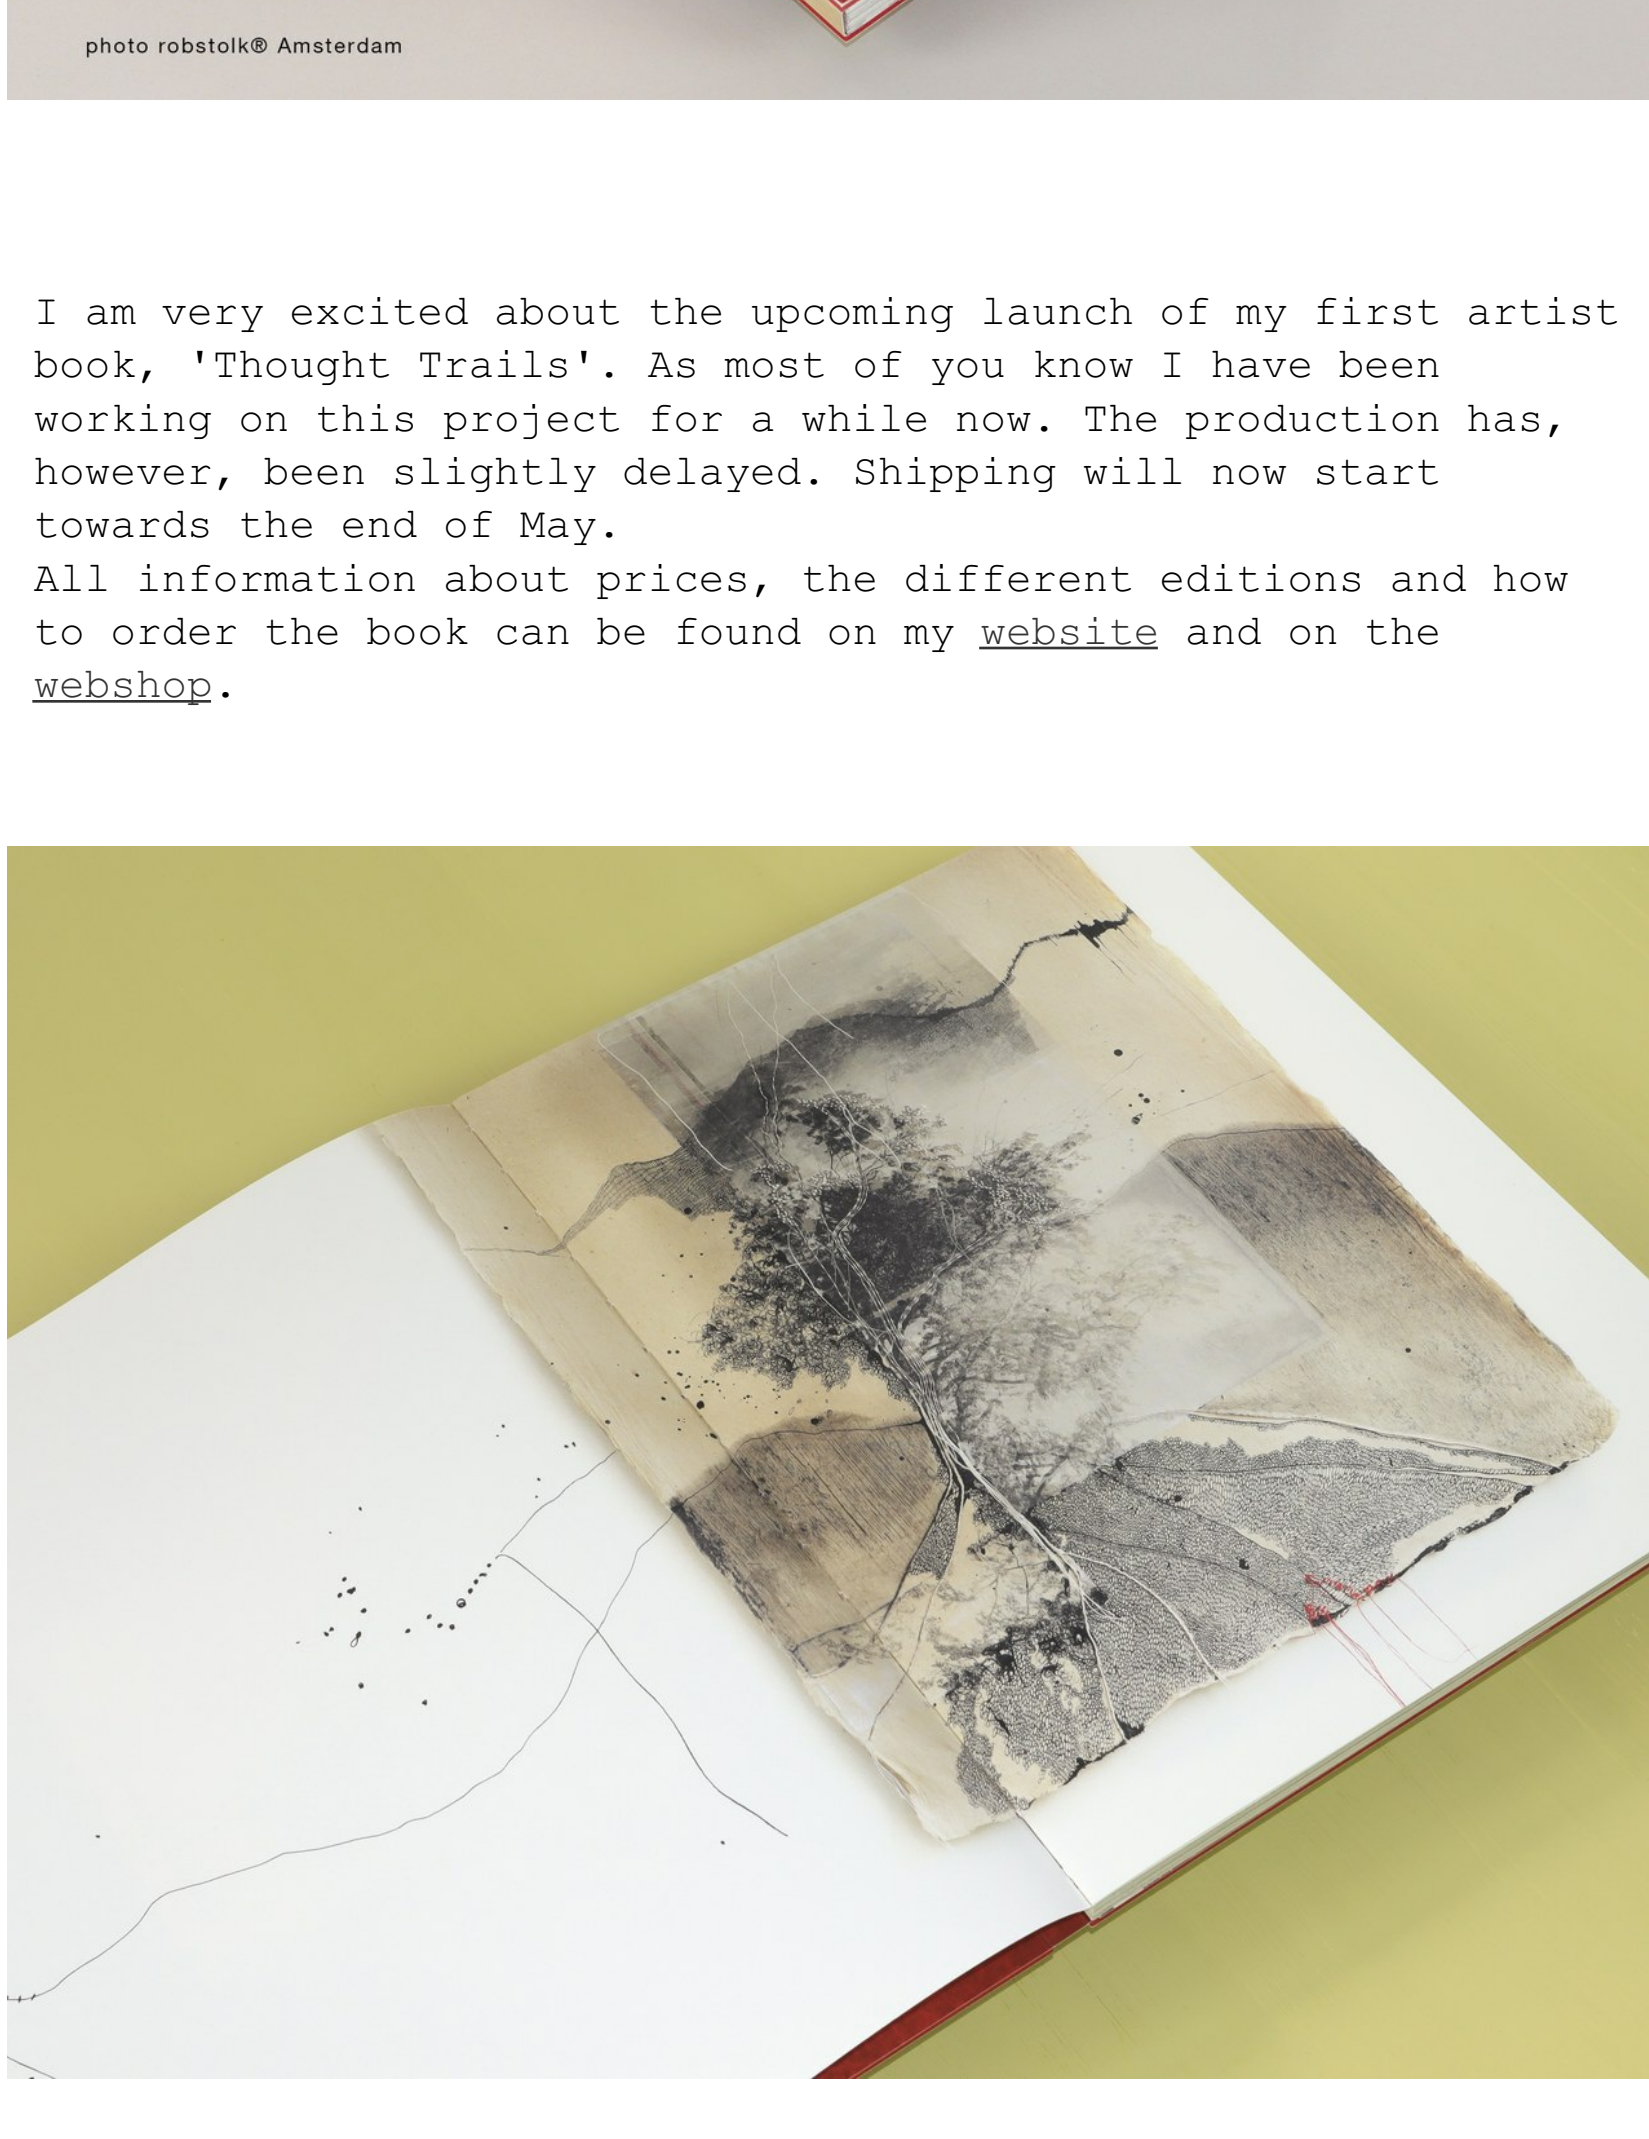 photo robstolk® Amsterdam
I am very excited about the upcoming launch of my first artist
book, 'Thought Trails'. As most of you know I have been
working on this project for a while now. The production has,
however, been slightly delayed. Shipping will now start
towards the end of May.
All information about prices, the different editions and how
to order the book can be found on my website and on the
webshop.